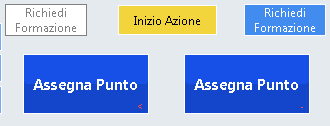 Richiedi
Formazione
Inizio Azione
Richiedi
Formazione
Assegna Punto
<
Assegna Punto
-